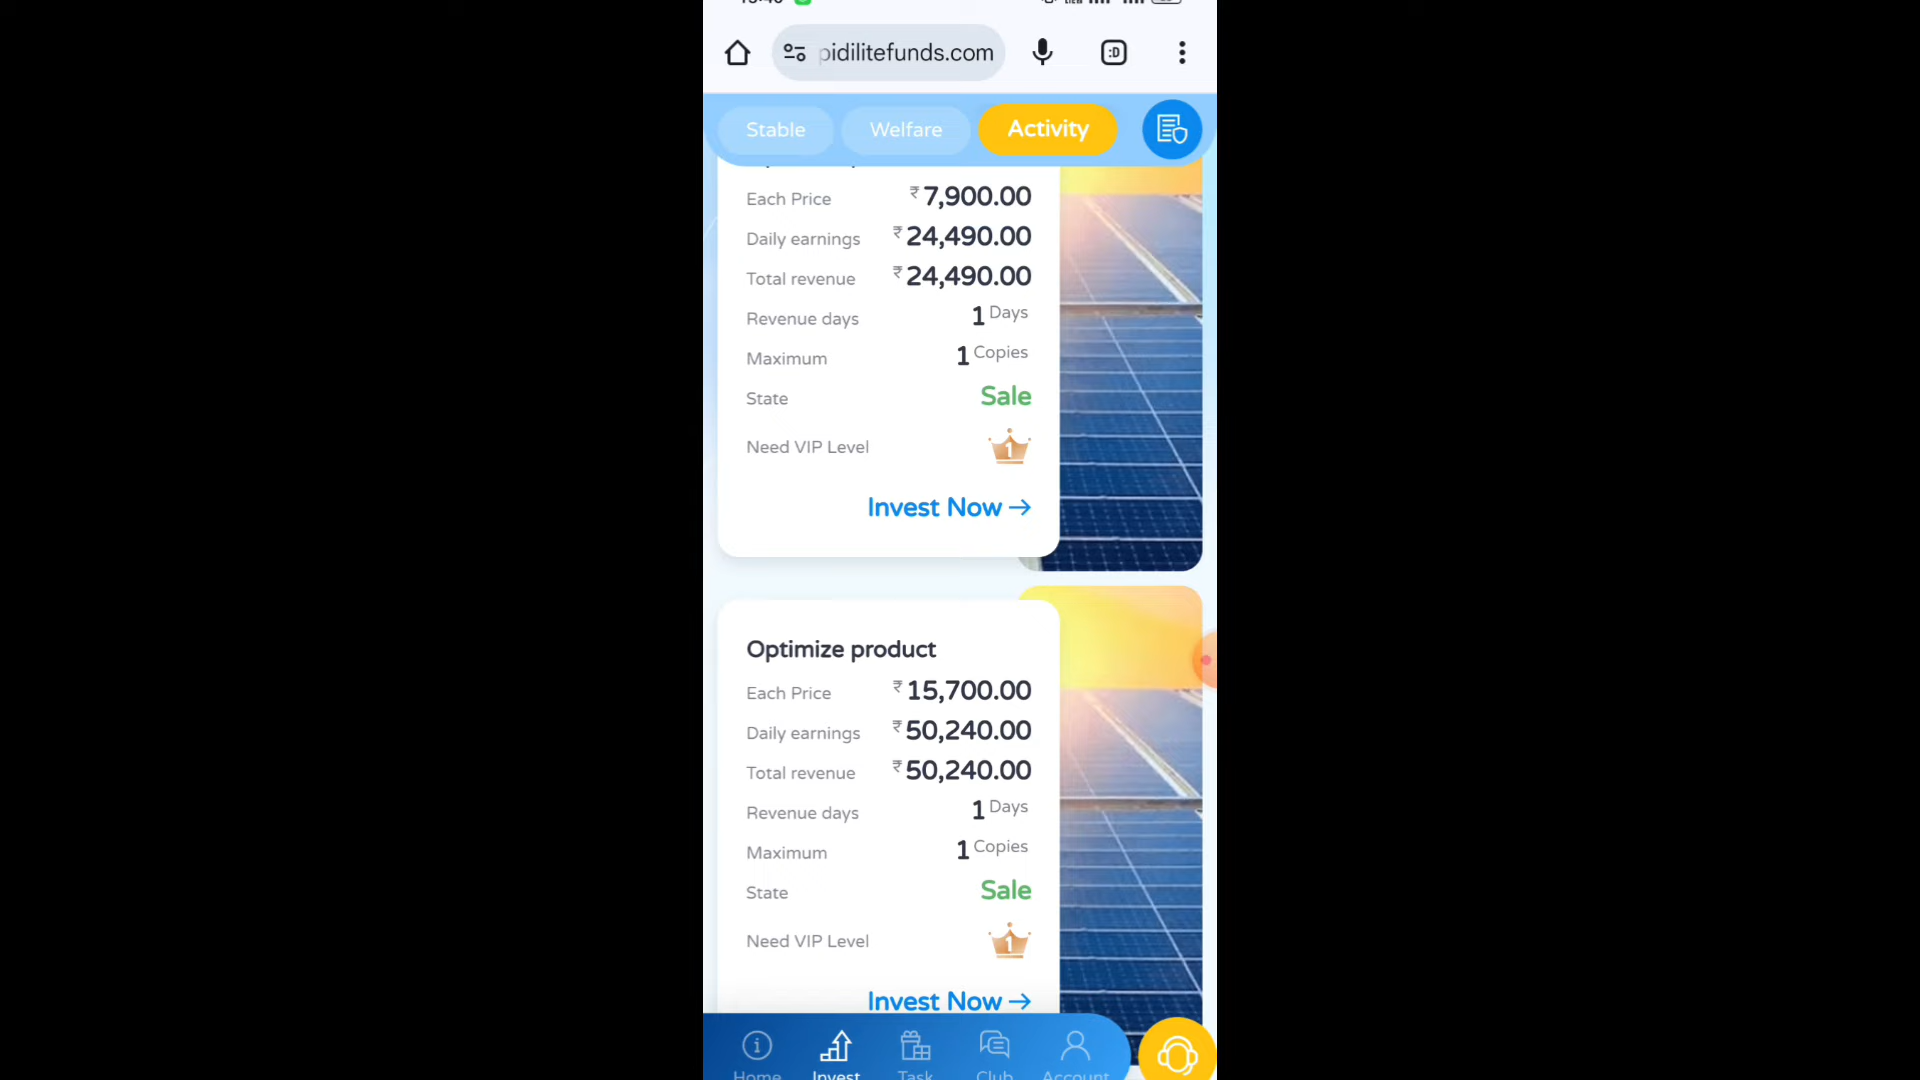 pidilitefunds.com
:D
Stable Welfare Activity
Each Price ₹ 7,900.00
Daily earnings ₹ 24,490.00
Total revenue ₹ 24,490.00
Revenue days 1 Days
Maximum 1 Copies
State Sale
Need VIP Level 1
Invest Now →
Optimize product
Each Price ₹ 15,700.00
Daily earnings ₹ 50,240.00
Total revenue ₹ 50,240.00
Revenue days 1 Days
Maximum 1 Copies
State Sale
Need VIP Level 1
Invest Now →
Home Invest Task Club Account